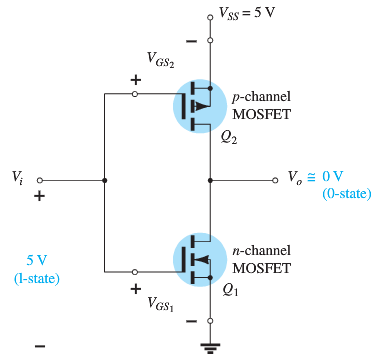 V_SS = 5 V
−
V_GS2
+
p-channel
MOSFET
Q2
V_i
+
V_o ≅ 0 V
(0-state)
5 V
(1-state)
n-channel
MOSFET
+
Q1
V_GS1
−
−